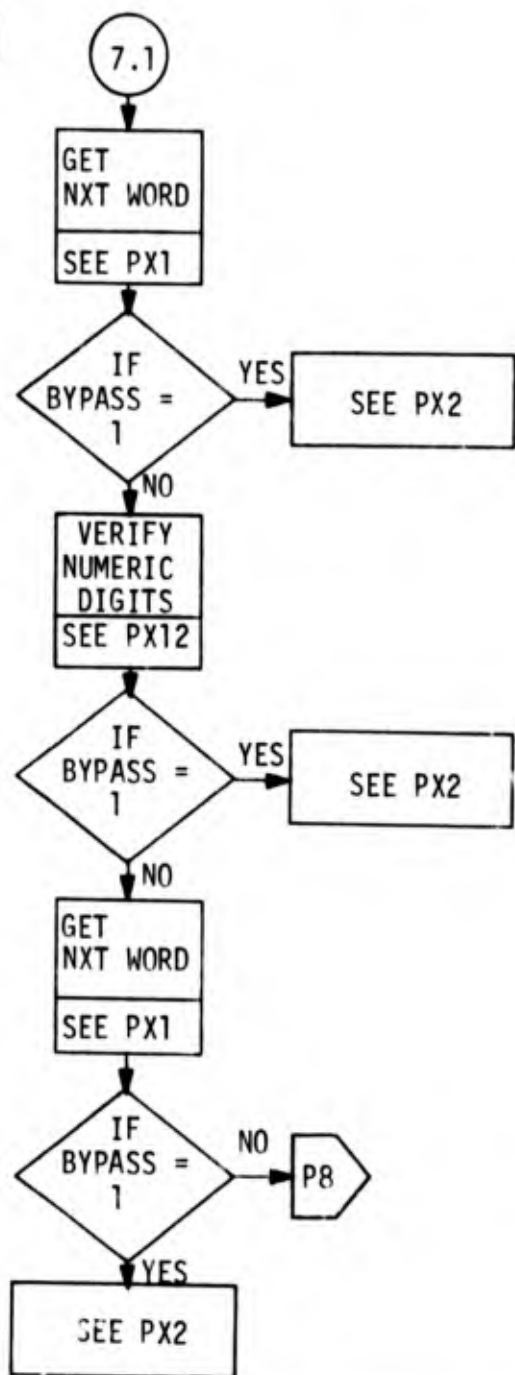 7.1
GET
NXT WORD
SEE PX1
IF
BYPASS =
1
YES
SEE PX2
NO
VERIFY
NUMERIC
DIGITS
SEE PX12
IF
BYPASS =
1
YES
SEE PX2
NO
GET
NXT WORD
SEE PX1
IF
BYPASS =
1
NO
P8
YES
SEE PX2